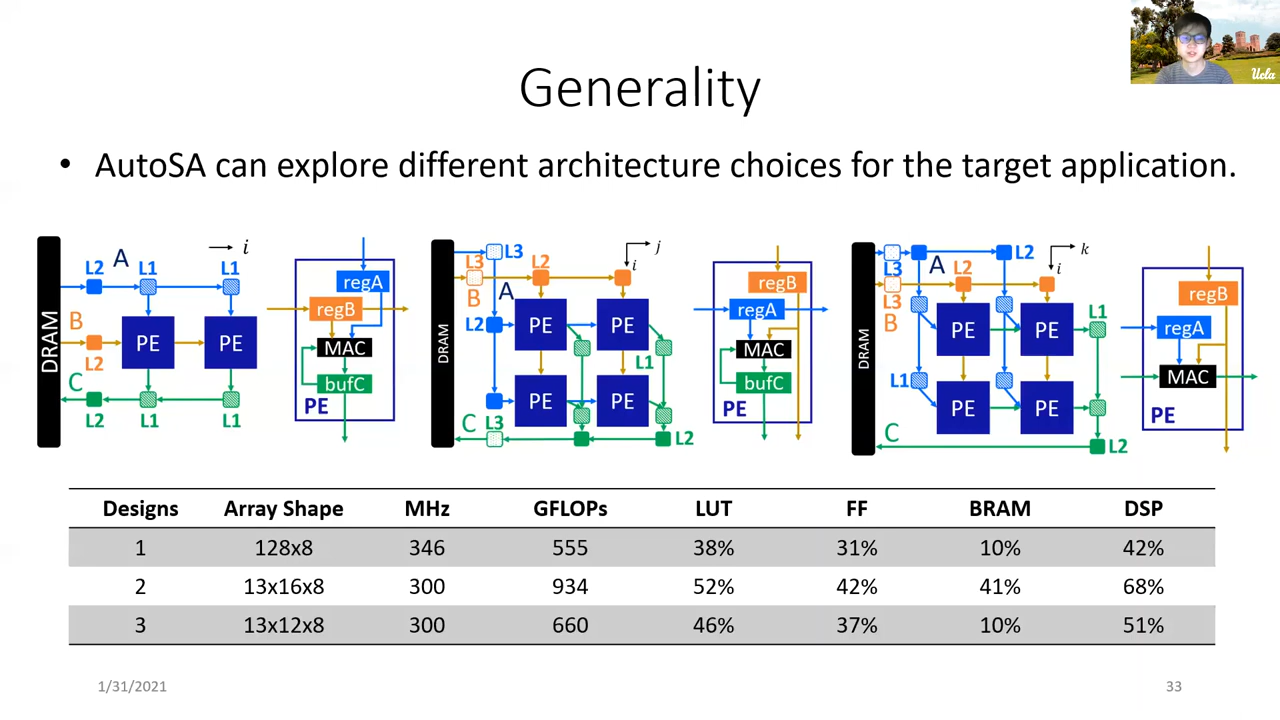 Ucla
Generality
• AutoSA can explore different architecture choices for the target application.
DRAM
A
i
L2
L1
L1
B
PE
PE
L2
C
L2
L1
L1
regA
regB
MAC
bufC
PE
DRAM
L3
j
i
L3
L2
B
A
L2
PE
PE
L1
PE
PE
C
L3
L2
regB
regA
MAC
bufC
PE
DRAM
L2
k
i
L3
A
L2
L3
B
PE
PE
L1
L1
PE
PE
C
L2
regB
regA
MAC
PE
Designs Array Shape MHz GFLOPs LUT FF BRAM DSP
1 128x8 346 555 38% 31% 10% 42%
2 13x16x8 300 934 52% 42% 41% 68%
3 13x12x8 300 660 46% 37% 10% 51%
1/31/2021
33